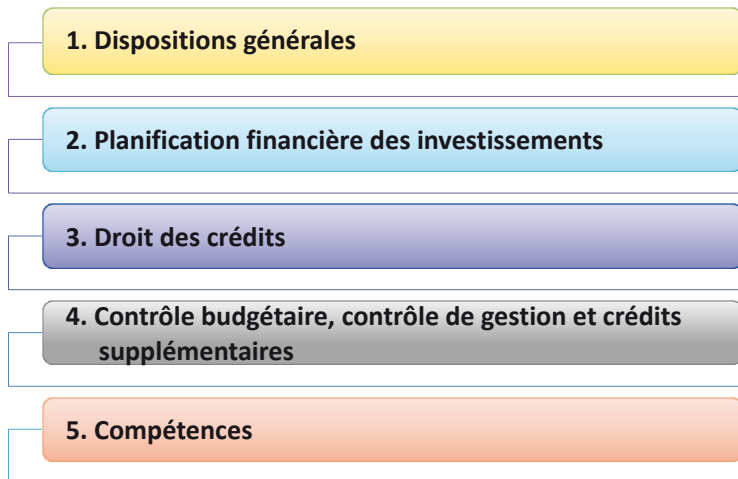 1. Dispositions générales
2. Planification financière des investissements
3. Droit des crédits
4. Contrôle budgétaire, contrôle de gestion et crédits
supplémentaires
5. Compétences